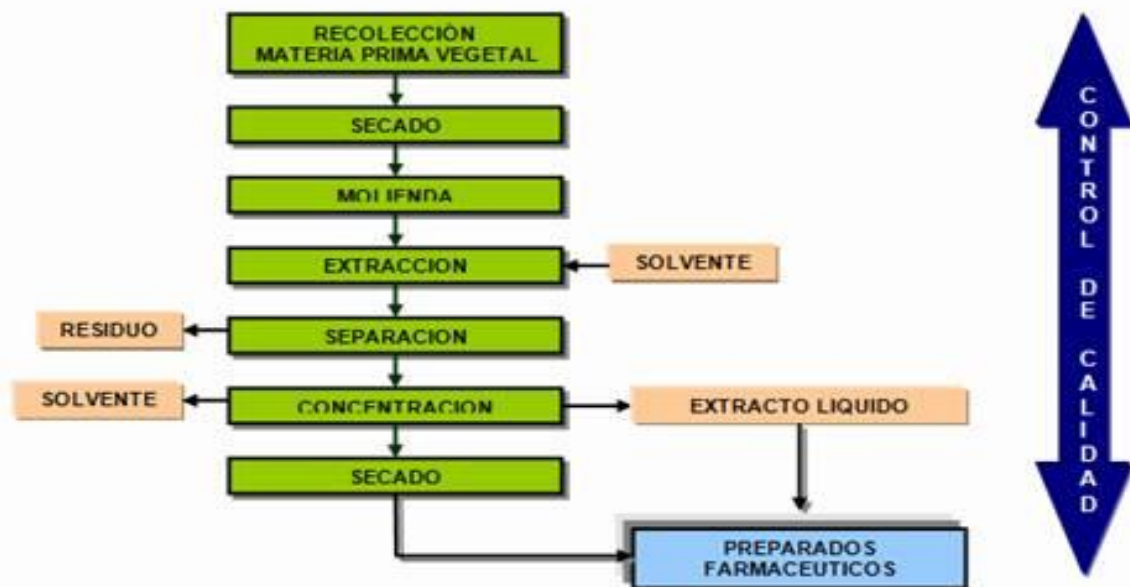 RECOLECCIÒN
MATERIA PRIMA VEGETAL
SECADO
MOLIENDA
EXTRACCION
SOLVENTE
RESIDUO
SEPARACION
SOLVENTE
CONCENTRACION
EXTRACTO LIQUIDO
SECADO
PREPARADOS
FARMACEUTICOS
CONTROL DE CALIDAD